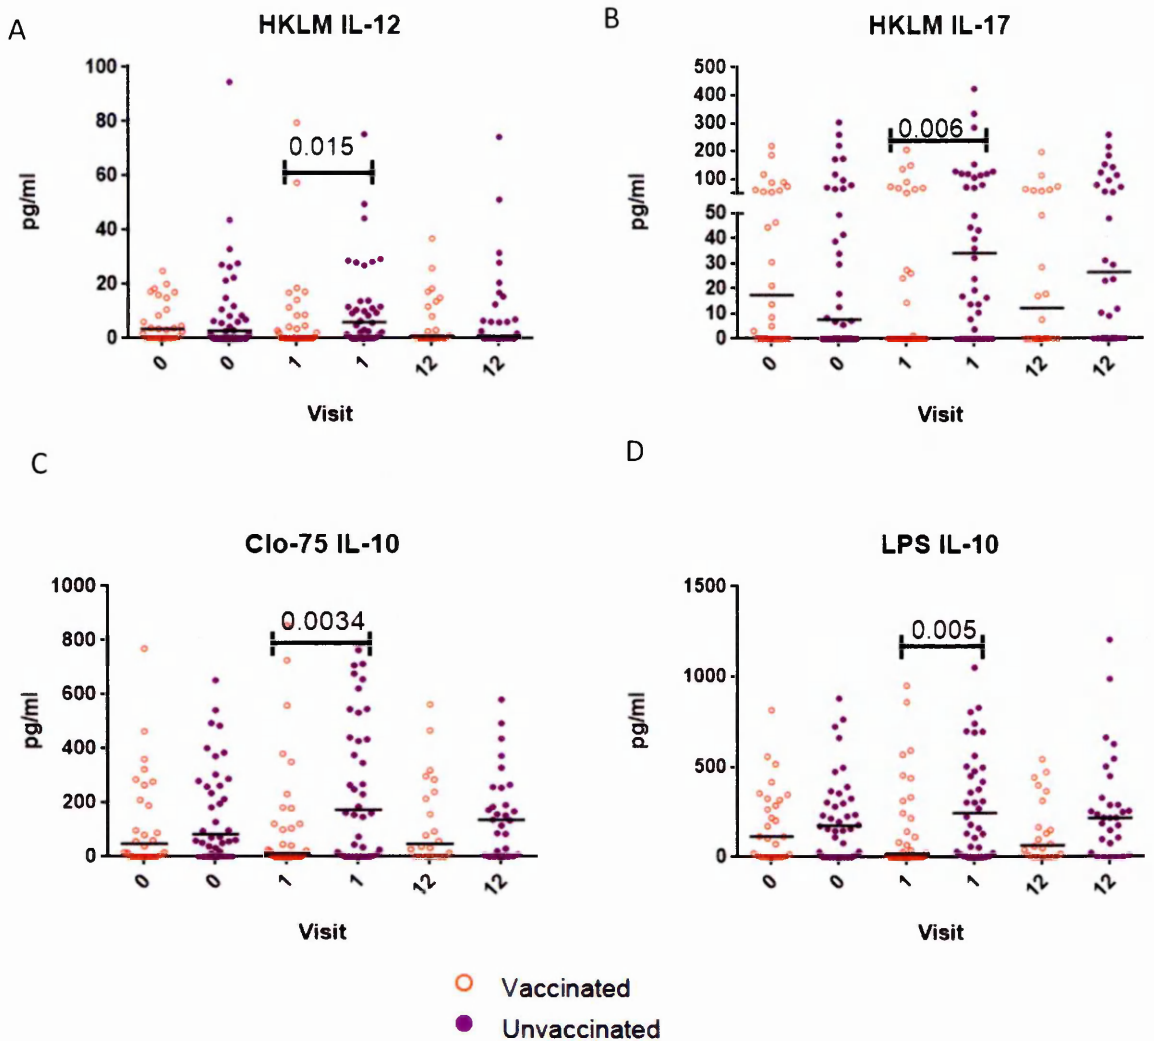 A
HKLM IL-12
pg/ml
100
80
60
40
20
0
0.015
0 0 1 1 12 12
Visit
B
HKLM IL-17
pg/ml
500
400
300
200
100
50
40
30
20
10
0
0.006
0 0 1 1 12 12
Visit
C
Clo-75 IL-10
pg/ml
1000
800
600
400
200
0
0.0034
0 0 1 1 12 12
Visit
D
LPS IL-10
pg/ml
1500
1000
500
0
0.005
0 0 1 1 12 12
Visit
Vaccinated
Unvaccinated